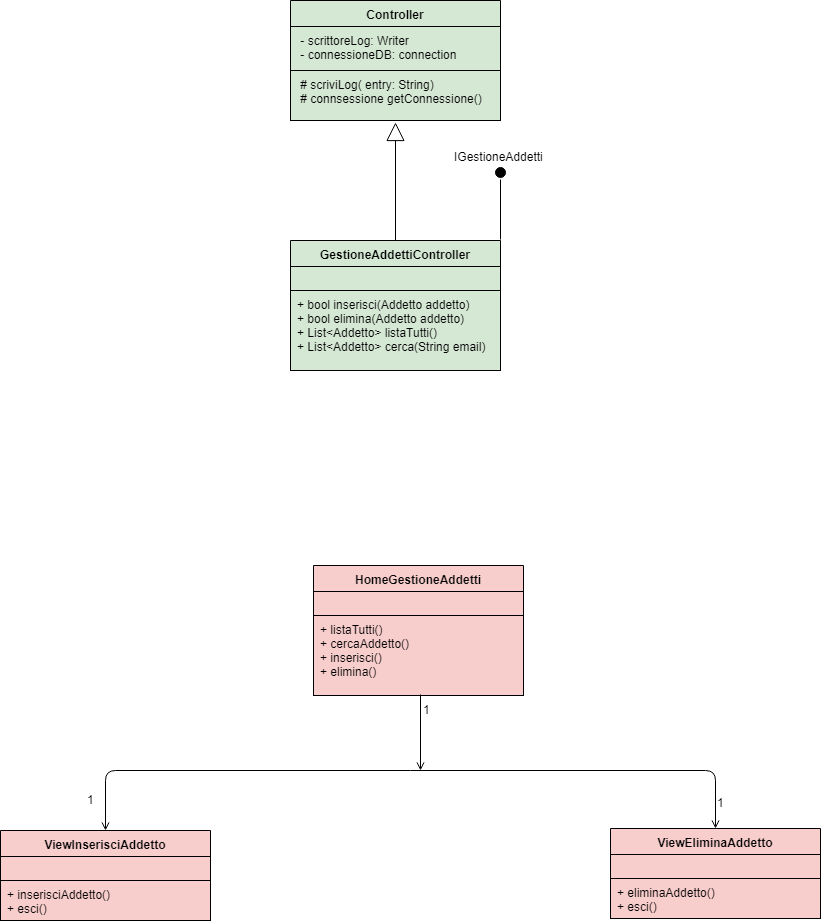 Controller
- scrittoreLog: Writer
- connessioneDB: connection
# scriviLog( entry: String)
# connsessione getConnessione()
IGestioneAddetti
GestioneAddettiController
+ bool inserisci(Addetto addetto)
+ bool elimina(Addetto addetto)
+ List<Addetto> listaTutti()
+ List<Addetto> cerca(String email)
HomeGestioneAddetti
+ listaTutti()
+ cercaAddetto()
+ inserisci()
+ elimina()
1
1
1
ViewInserisciAddetto
+ inserisciAddetto()
+ esci()
ViewEliminaAddetto
+ eliminaAddetto()
+ esci()